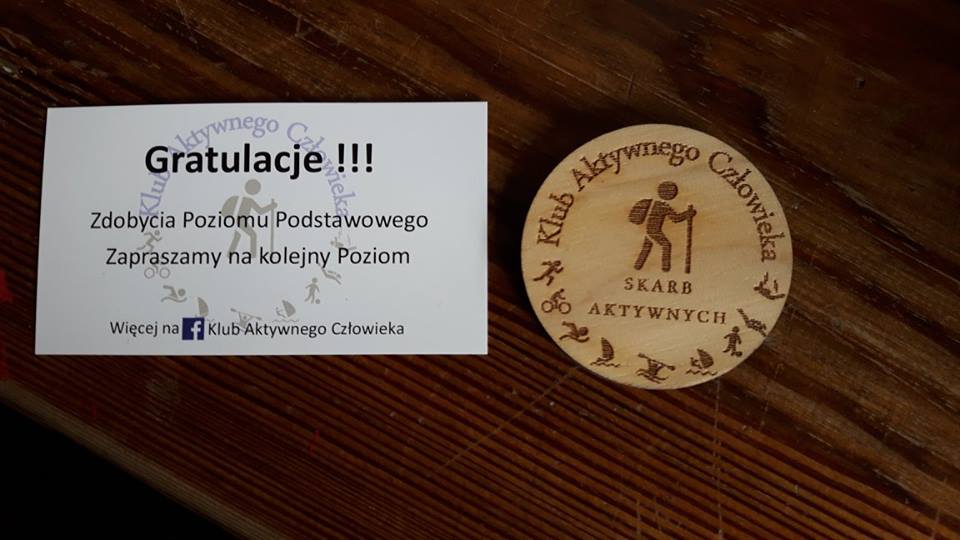 Klub Aktywnego Człowieka
Gratulacje !!!
Zdobycia Poziomu Podstawowego
Zapraszamy na kolejny Poziom
Więcej na f Klub Aktywnego Człowieka
Klub Aktywnego Człowieka
SKARB
AKTYWNYCH